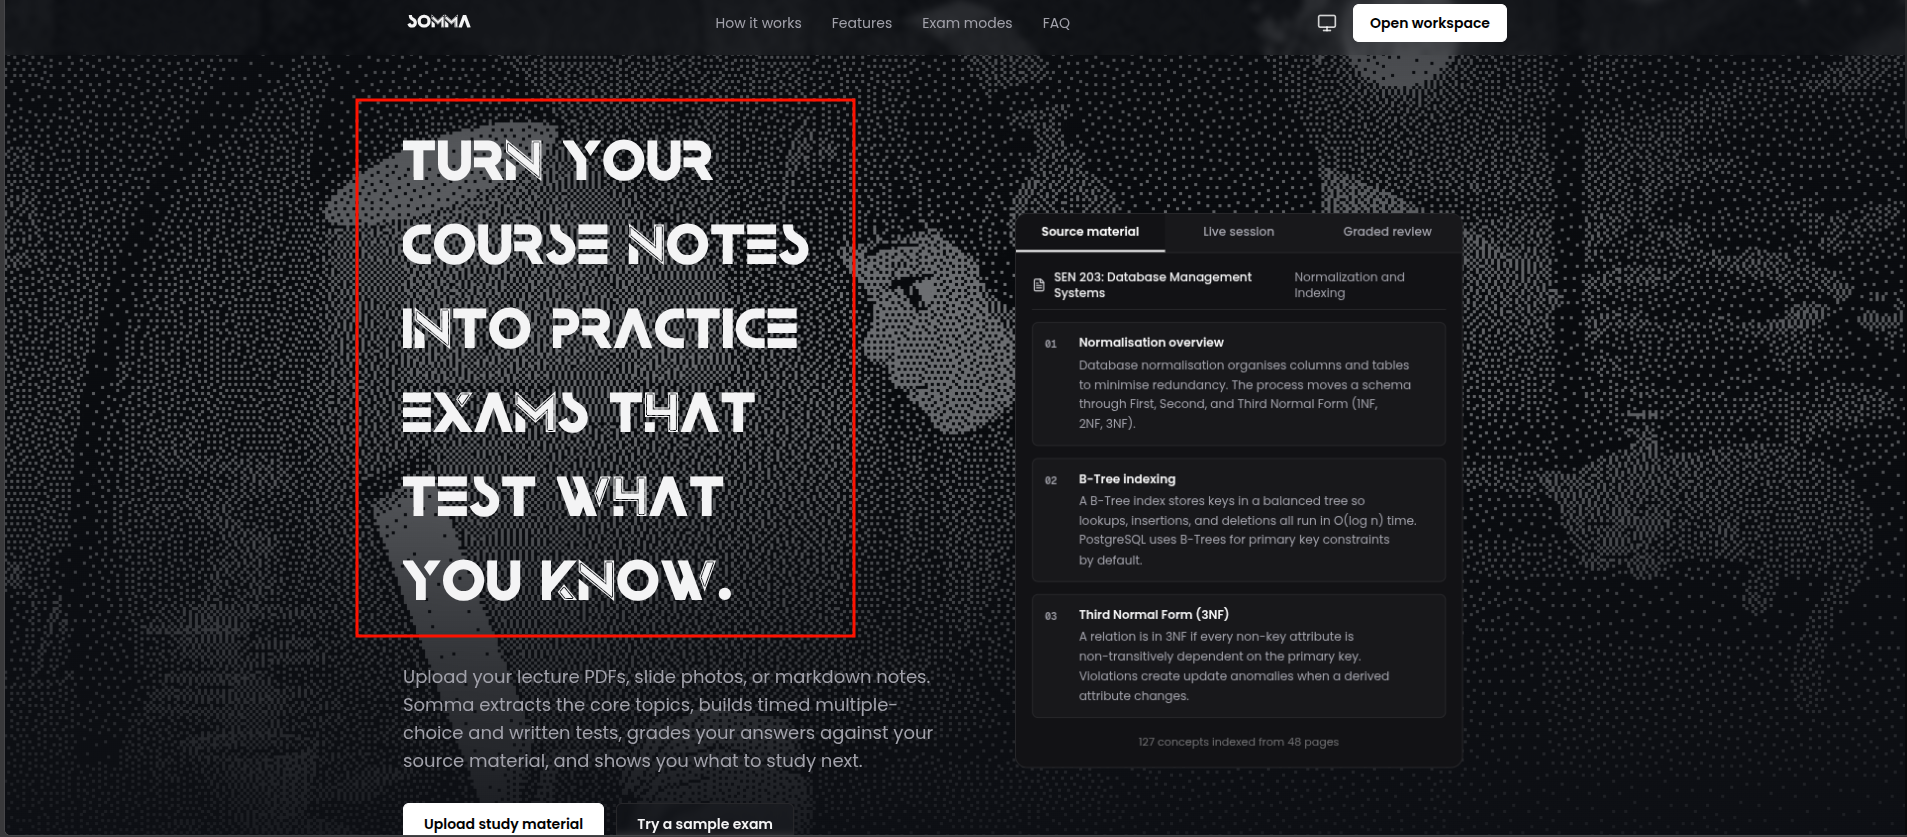 SOMMA
How it works
Features
Exam modes
FAQ
Open workspace
TURN YOUR
COURSE NOTES
INTO PRACTICE
EXAMS THAT
TEST WHAT
YOU KNOW.
Upload your lecture PDFs, slide photos, or markdown notes.
Somma extracts the core topics, builds timed multiple-
choice and written tests, grades your answers against your
source material, and shows you what to study next.
Upload study material
Try a sample exam
Source material
Live session
Graded review
SEN 203: Database Management
Systems
Normalization and
Indexing
01
Normalisation overview
Database normalisation organises columns and tables
to minimise redundancy. The process moves a schema
through First, Second, and Third Normal Form (1NF,
2NF, 3NF).
02
B-Tree indexing
A B-Tree index stores keys in a balanced tree so
lookups, insertions, and deletions all run in O(log n) time.
PostgreSQL uses B-Trees for primary key constraints
by default.
03
Third Normal Form (3NF)
A relation is in 3NF if every non-key attribute is
non-transitively dependent on the primary key.
Violations create update anomalies when a derived
attribute changes.
127 concepts indexed from 48 pages